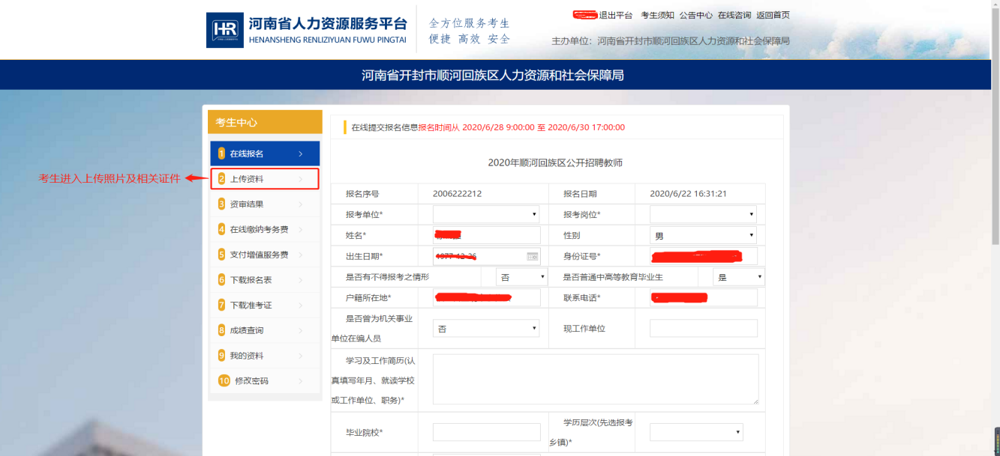 HR
河南省人力资源服务平台
HENANSHENG RENLIZIYUAN FUWU PINGTAI
全方位服务考生
便捷 高效 安全
退出平台 考生须知 公告中心 在线咨询 返回首页
主办单位：河南省开封市顺河回族区人力资源和社会保障局
河南省开封市顺河回族区人力资源和社会保障局
考生中心
1 在线报名
2 上传资料
考生进入上传照片及相关证件
3 资审结果
4 在线缴纳考务费
5 支付增值服务费
6 下载报名表
7 下载准考证
8 成绩查询
9 我的资料
10 修改密码
在线提交报名信息报名时间从 2020/6/28 9:00:00 至 2020/6/30 17:00:00
2020年顺河回族区公开招聘教师
报名序号 2006222212 报名日期 2020/6/22 16:31:21
报考单位* 报考岗位*
姓名* 性别 男
出生日期* 身份证号*
是否有不得报考之情形 否 是否普通中高等教育毕业生 是
户籍所在地* 联系电话*
是否曾为机关事业
单位在编人员 否 现工作单位
学习及工作简历(认
真填写年月、就读学校
或工作单位、职务)*
毕业院校* 学历层次(先选报考
乡镇)*